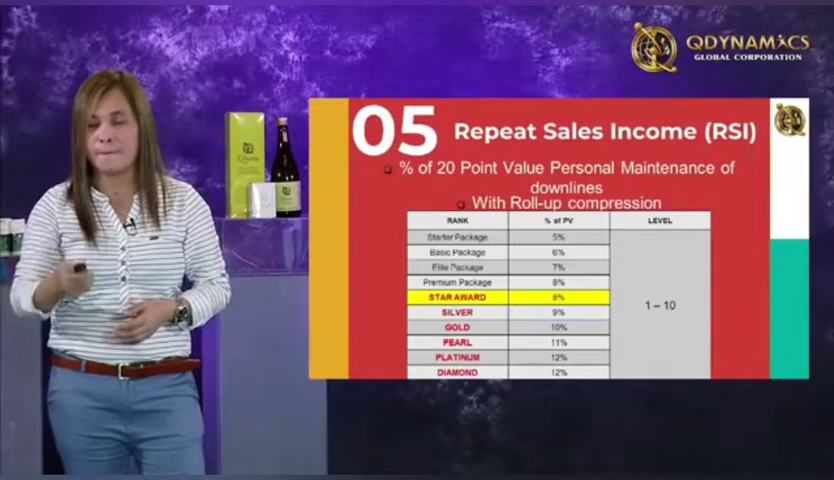 QDYNAMICS
GLOBAL CORPORATION
05 Repeat Sales Income (RSI)
% of 20 Point Value Personal Maintenance of
downlines
With Roll-up compression
RANK % of PV LEVEL
Starter Package 5%
Basic Package 6%
Elite Package 7%
Premium Package 8%
STAR AWARD 8%
SILVER 9%
GOLD 10%
1 – 10
PEARL 11%
PLATINUM 12%
DIAMOND 12%